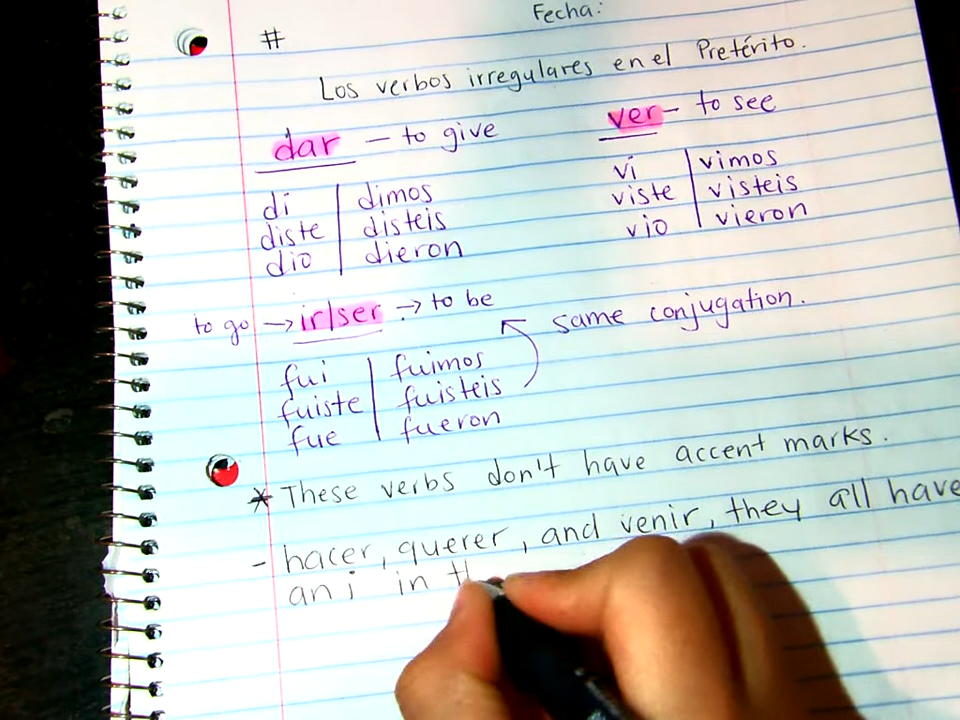 Fecha:
#
Los verbos irregulares en el Pretérito.
dar – to give
di | dimos
diste | disteis
dio | dieron
ver – to see
vi | vimos
viste | visteis
vio | vieron
to go → ir/ser → to be
same conjugation.
fui | fuimos
fuiste | fuisteis
fue | fueron
* These verbs don't have accent marks.
- hacer, querer, and venir, they all have
an i in th